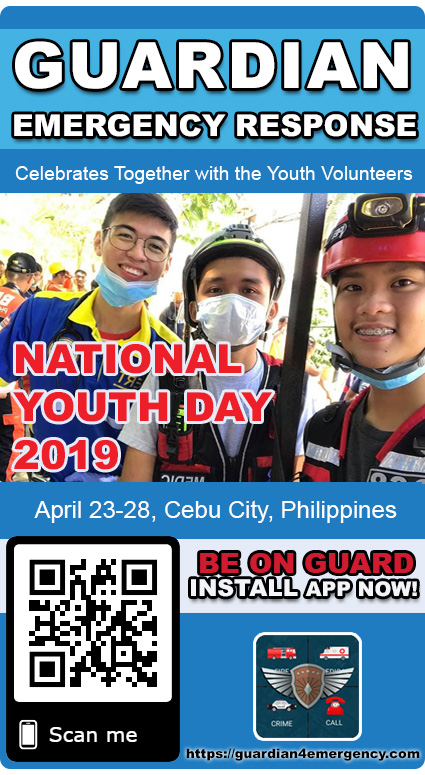 GUARDIAN
EMERGENCY RESPONSE
Celebrates Together with the Youth Volunteers
NATIONAL
YOUTH DAY
2019
MEDIC
April 23-28, Cebu City, Philippines
BE ON GUARD
INSTALL APP NOW!
CRIME
CALL
Scan me
https://guardian4emergency.com